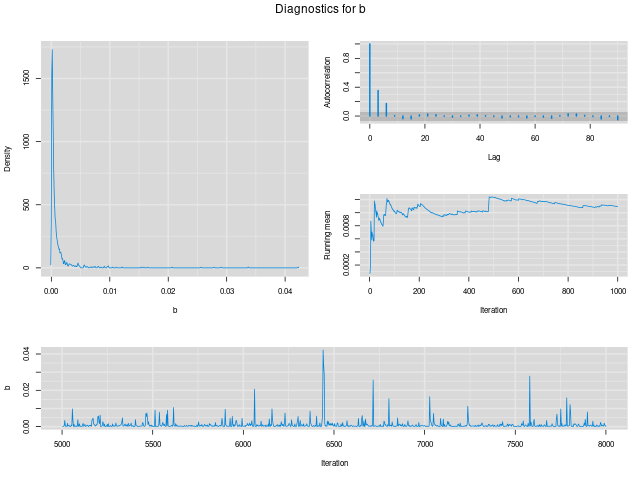 Diagnostics for b
Density
0 500 1000 1500
0.00 0.01 0.02 0.03 0.04
b
Autocorrelation
0.0 0.4 0.8
0 20 40 60 80
Lag
Running mean
0.0002 0.0008
0 200 400 600 800 1000
Iteration
b
0.00 0.02 0.04
5000 5500 6000 6500 7000 7500 8000
Iteration